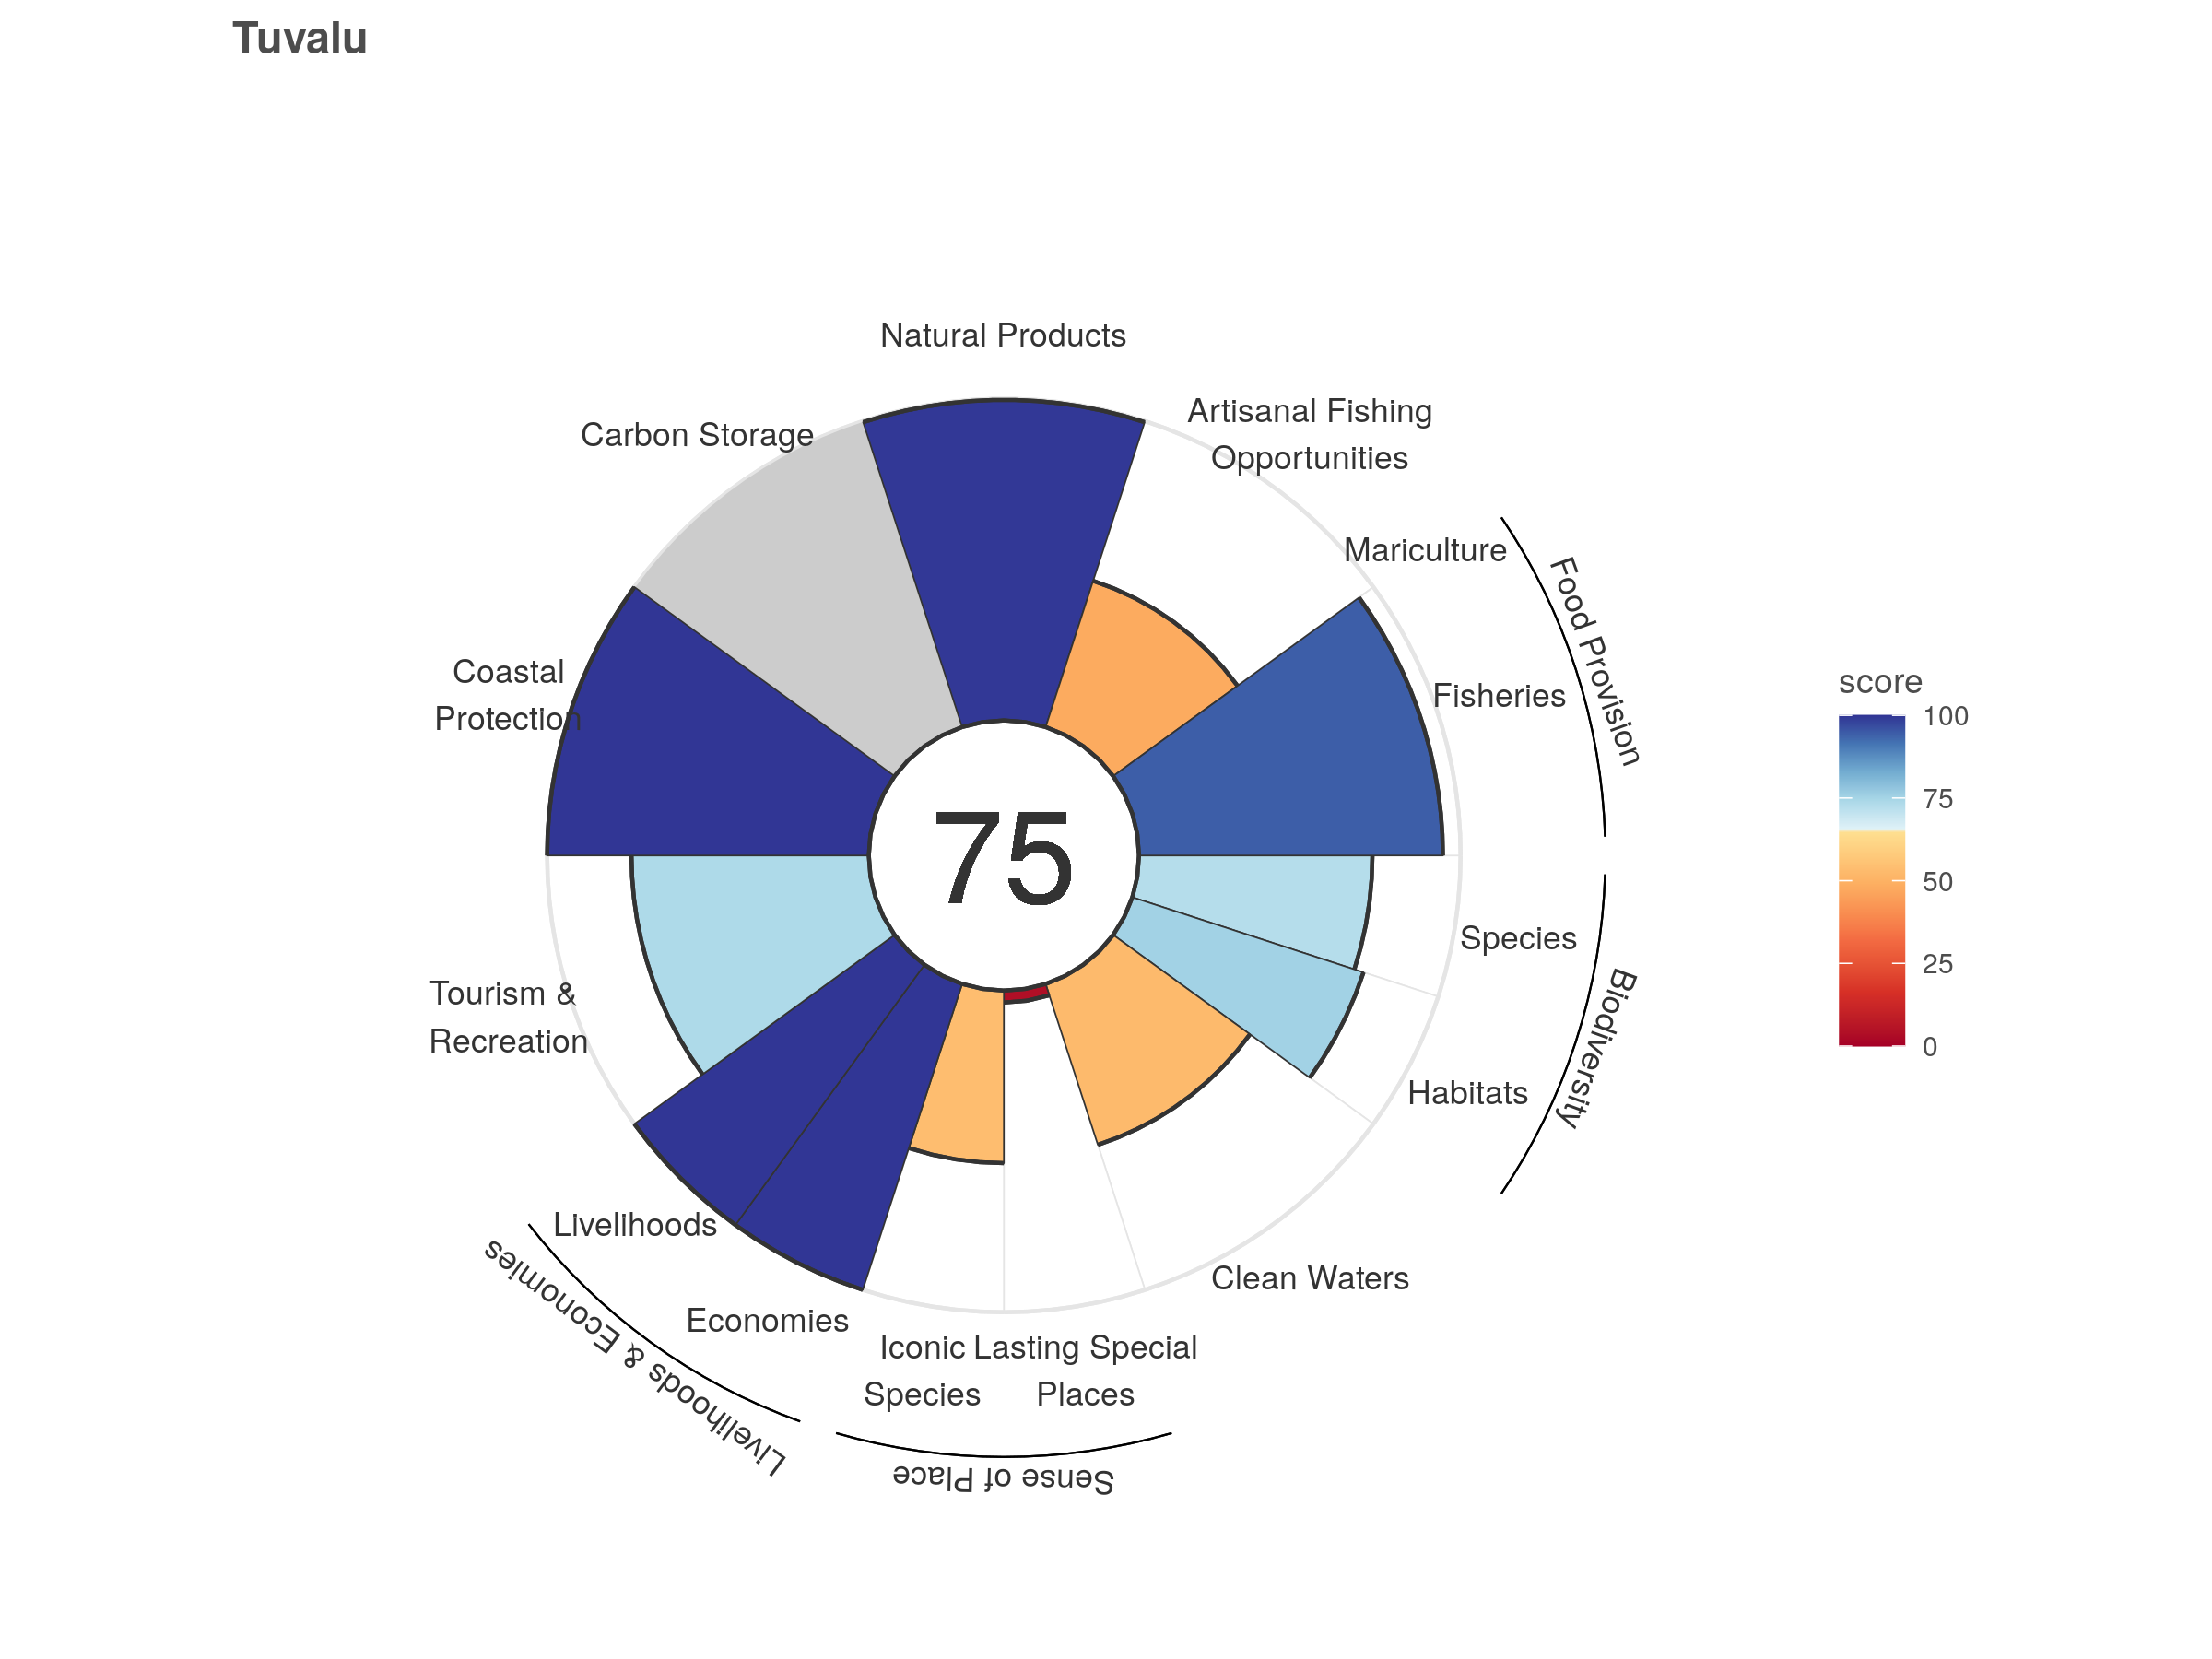 Tuvalu
Natural Products
Artisanal Fishing
Opportunities
Carbon Storage
Mariculture
Food Provision
Fisheries
Coastal
Protection
score
100
75
50
25
0
75
Species
Biodiversity
Habitats
Tourism &
Recreation
Clean Waters
Livelihoods
Economies
Livelihoods & Economies
Iconic
Species
Lasting Special
Places
Sense of Place